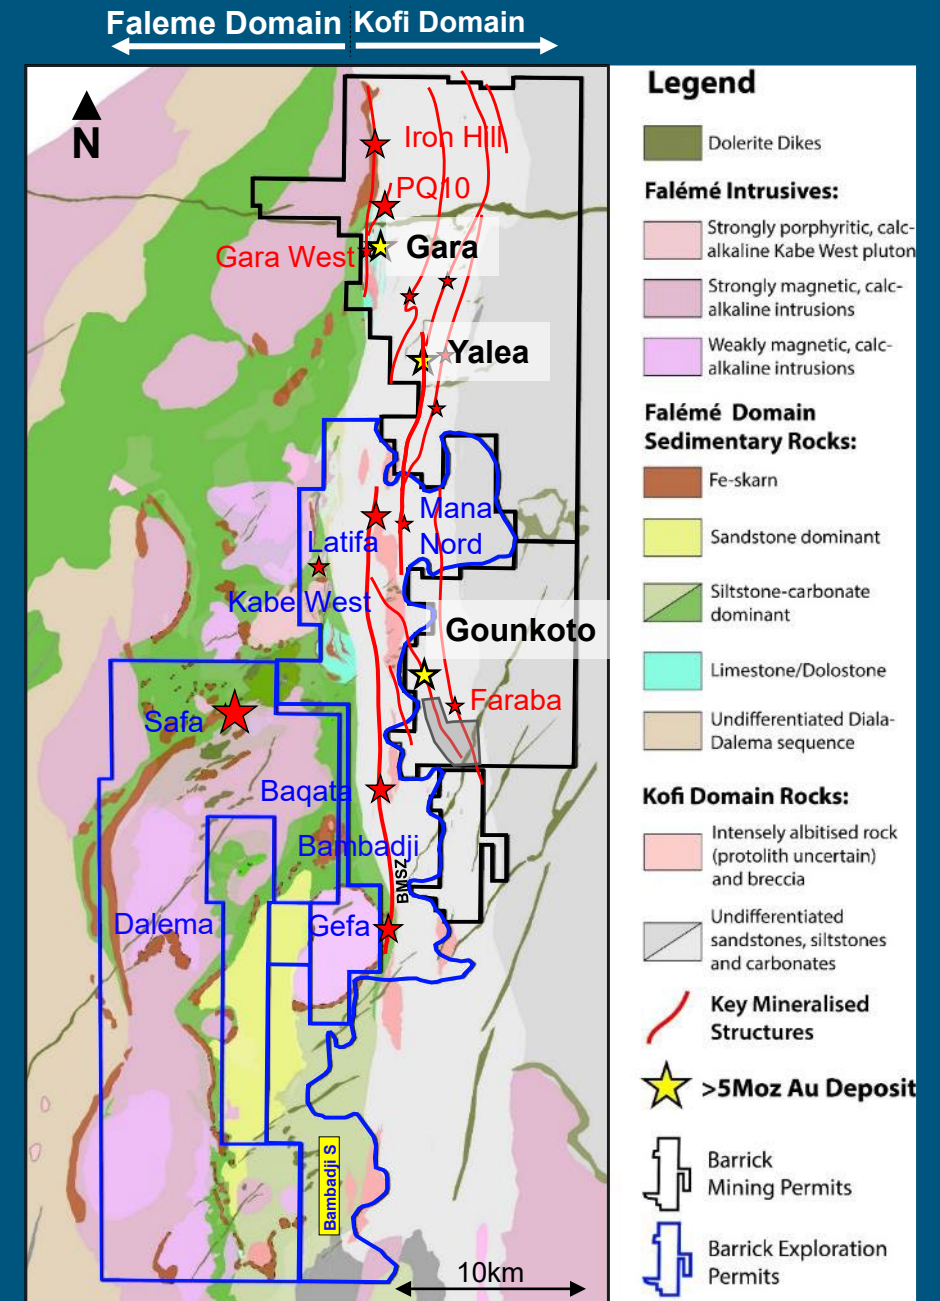 Faleme Domain
Kofi Domain
N
Iron Hill
PQ10
Gara West
Gara
Yalea
Mana
Nord
Latifa
Kabe West
Gounkoto
Faraba
Safa
Baqata
Bambadji
BMSZ
Dalema
Gefa
Bambadji S
10km
Legend
Dolerite Dikes
Falémé Intrusives:
Strongly porphyritic, calc-
alkaline Kabe West pluton
Strongly magnetic, calc-
alkaline intrusions
Weakly magnetic, calc-
alkaline intrusions
Falémé Domain
Sedimentary Rocks:
Fe-skarn
Sandstone dominant
Siltstone-carbonate
dominant
Limestone/Dolostone
Undifferentiated Diala-
Dalema sequence
Kofi Domain Rocks:
Intensely albitised rock
(protolith uncertain)
and breccia
Undifferentiated
sandstones, siltstones
and carbonates
Key Mineralised
Structures
>5Moz Au Deposit
Barrick
Mining Permits
Barrick Exploration
Permits